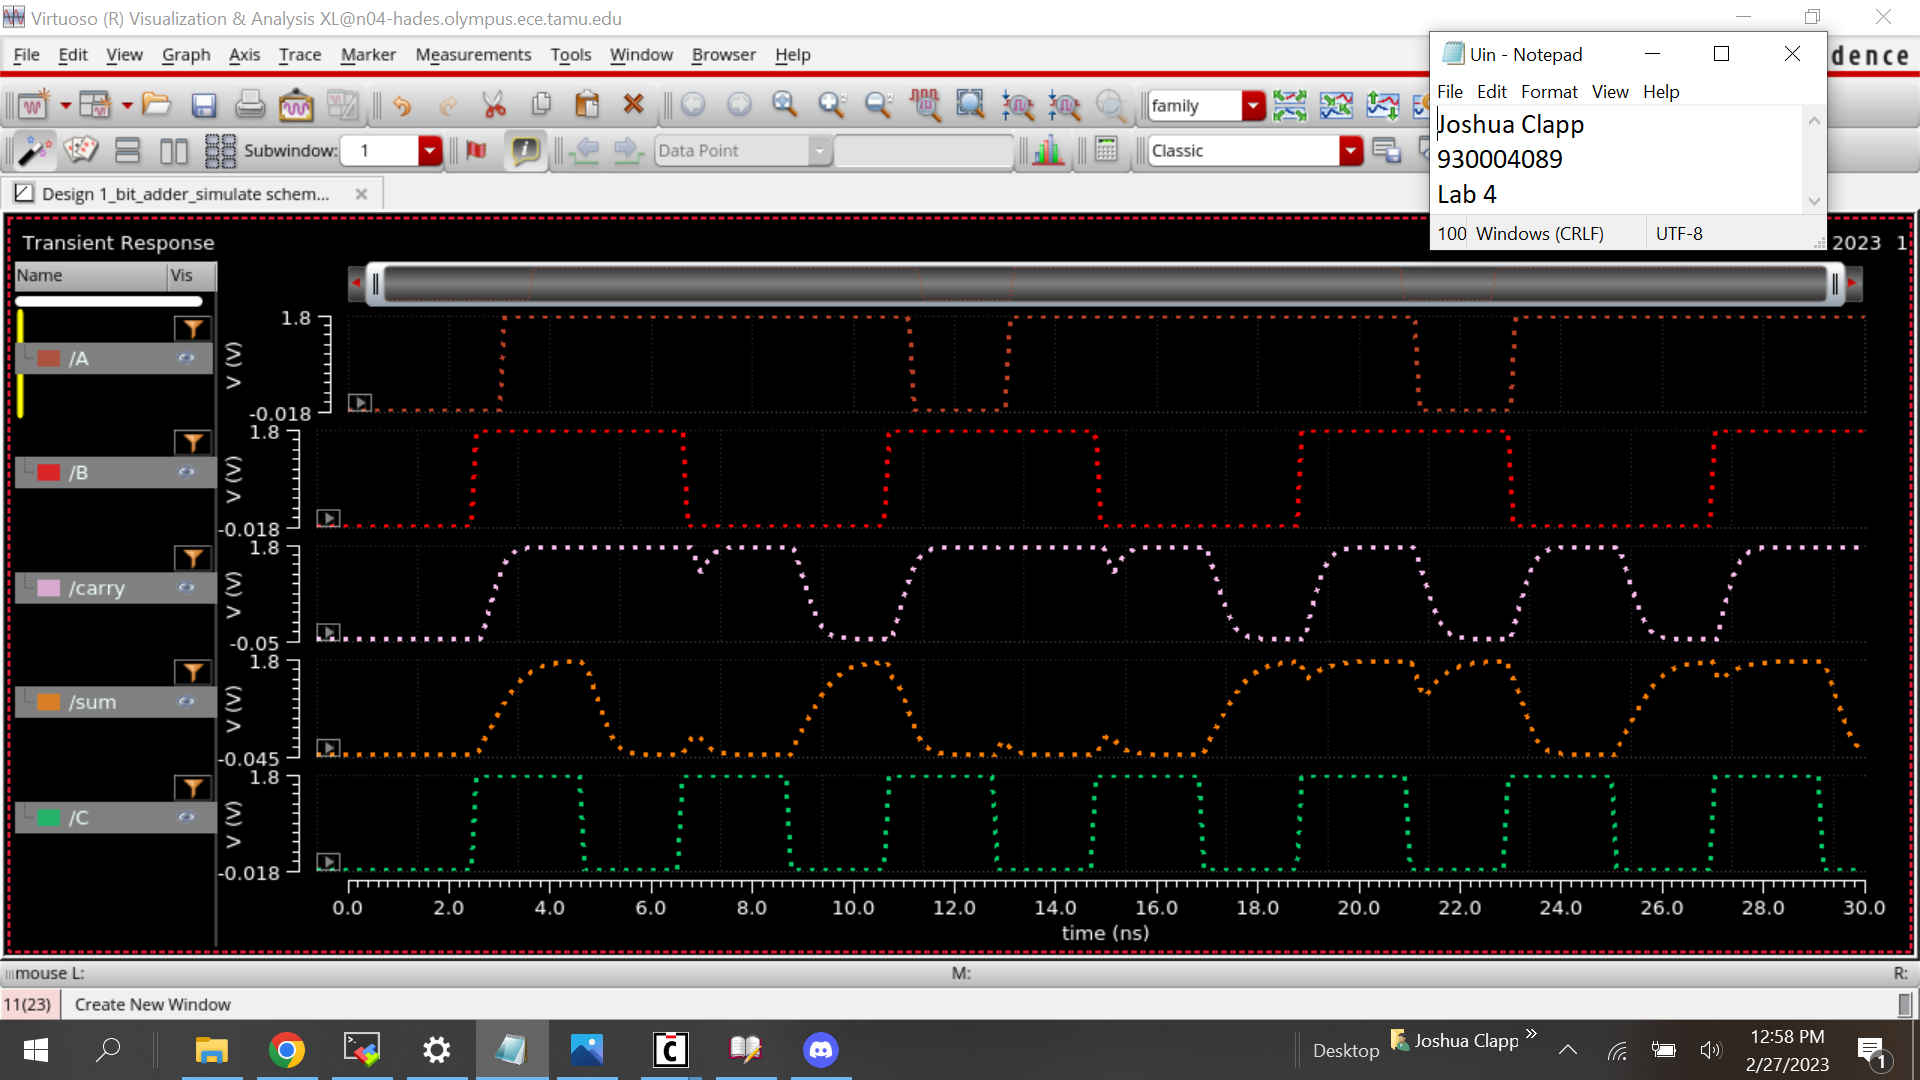 Virtuoso (R) Visualization & Analysis XL@n04-hades.olympus.ece.tamu.edu
File Edit View Graph Axis Trace Marker Measurements Tools Window Browser Help
dence
Uin - Notepad
File Edit Format View Help
Joshua Clapp
930004089
Lab 4
100 Windows (CRLF) UTF-8
family
Subwindow: 1
Data Point
Classic
Design 1_bit_adder_simulate schem...
Transient Response
2023 1
Name Vis
/A
V (V)
1.8
-0.018
/B
V (V)
1.8
-0.018
/carry
V (V)
1.8
-0.05
/sum
V (V)
1.8
-0.045
/C
V (V)
1.8
-0.018
0.0 2.0 4.0 6.0 8.0 10.0 12.0 14.0 16.0 18.0 20.0 22.0 24.0 26.0 28.0 30.0
time (ns)
mouse L: M: R:
11(23) Create New Window
Desktop
Joshua Clapp
12:58 PM
2/27/2023
1